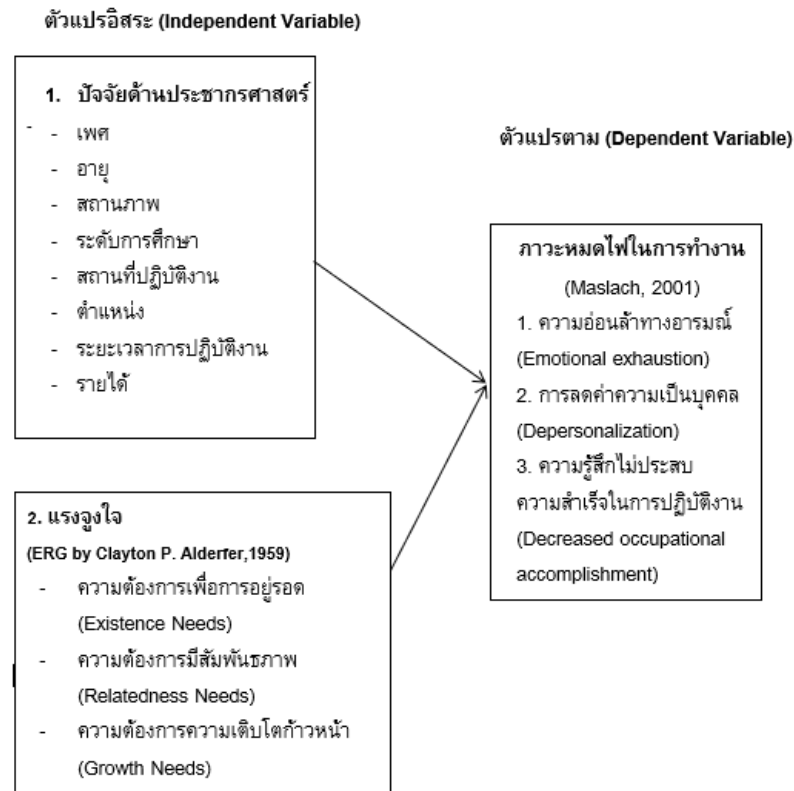 ตัวแปรอิสระ (Independent Variable)
1. ปัจจัยด้านประชากรศาสตร์
- - เพศ
- อายุ
- สถานภาพ
- ระดับการศึกษา
- สถานที่ปฏิบัติงาน
- ตำแหน่ง
- ระยะเวลาการปฏิบัติงาน
- รายได้
2. แรงจูงใจ
(ERG by Clayton P. Alderfer,1959)
- ความต้องการเพื่อการอยู่รอด
(Existence Needs)
- ความต้องการมีสัมพันธภาพ
(Relatedness Needs)
- ความต้องการความเติบโตก้าวหน้า
(Growth Needs)
ตัวแปรตาม (Dependent Variable)
ภาวะหมดไฟในการทำงาน
(Maslach, 2001)
1. ความอ่อนล้าทางอารมณ์
(Emotional exhaustion)
2. การลดค่าความเป็นบุคคล
(Depersonalization)
3. ความรู้สึกไม่ประสบ
ความสำเร็จในการปฏิบัติงาน
(Decreased occupational
accomplishment)